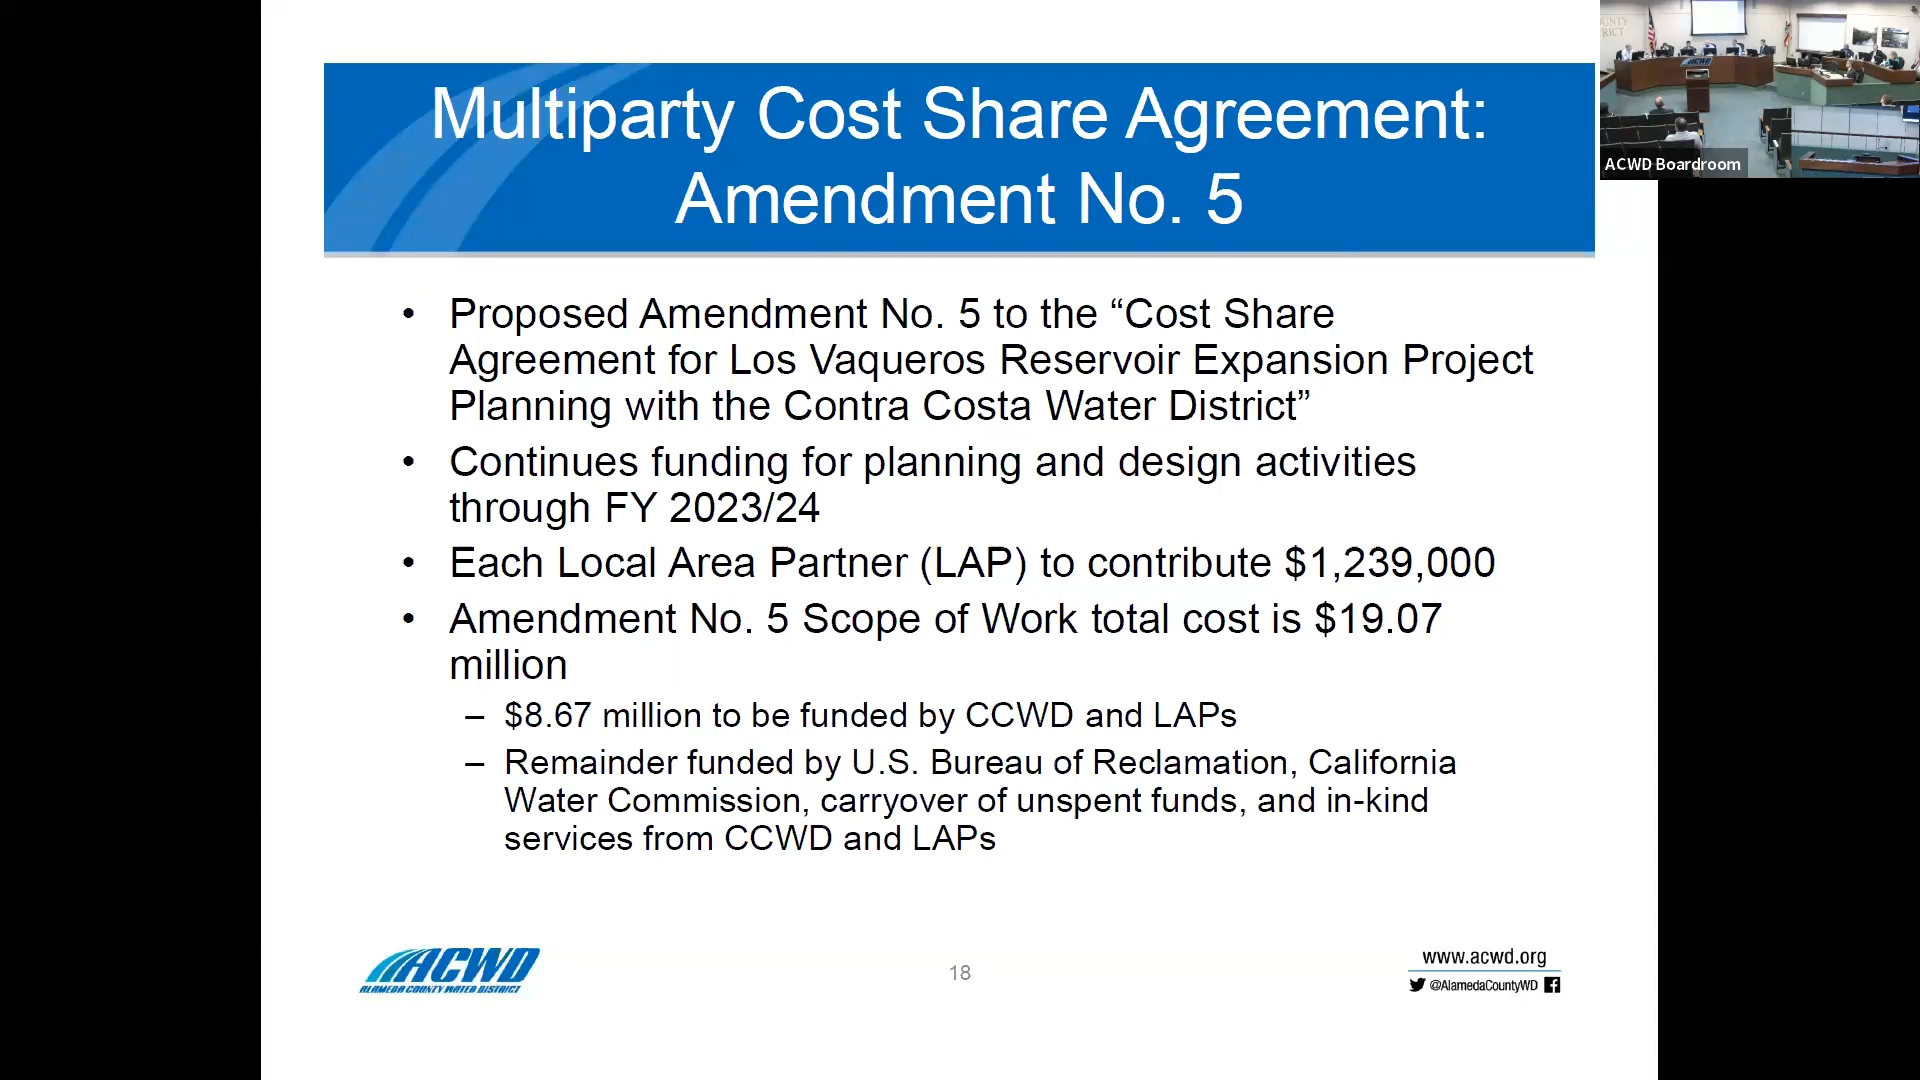 Multiparty Cost Share Agreement:
Amendment No. 5
• Proposed Amendment No. 5 to the “Cost Share
Agreement for Los Vaqueros Reservoir Expansion Project
Planning with the Contra Costa Water District”
• Continues funding for planning and design activities
through FY 2023/24
• Each Local Area Partner (LAP) to contribute $1,239,000
• Amendment No. 5 Scope of Work total cost is $19.07
million
– $8.67 million to be funded by CCWD and LAPs
– Remainder funded by U.S. Bureau of Reclamation, California
Water Commission, carryover of unspent funds, and in-kind
services from CCWD and LAPs
ACWD
ALAMEDA COUNTY WATER DISTRICT
18
www.acwd.org
@AlamedaCountyWD
ACWD
ACWD Boardroom